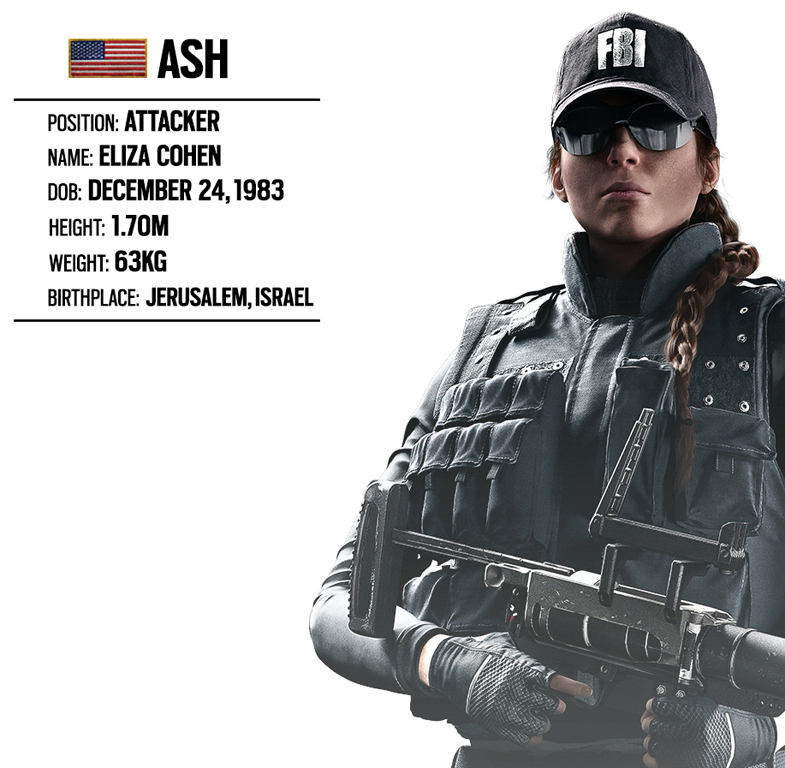 ASH
POSITION: ATTACKER
NAME: ELIZA COHEN
DOB: DECEMBER 24, 1983
HEIGHT: 1.70M
WEIGHT: 63KG
BIRTHPLACE: JERUSALEM, ISRAEL
FBI